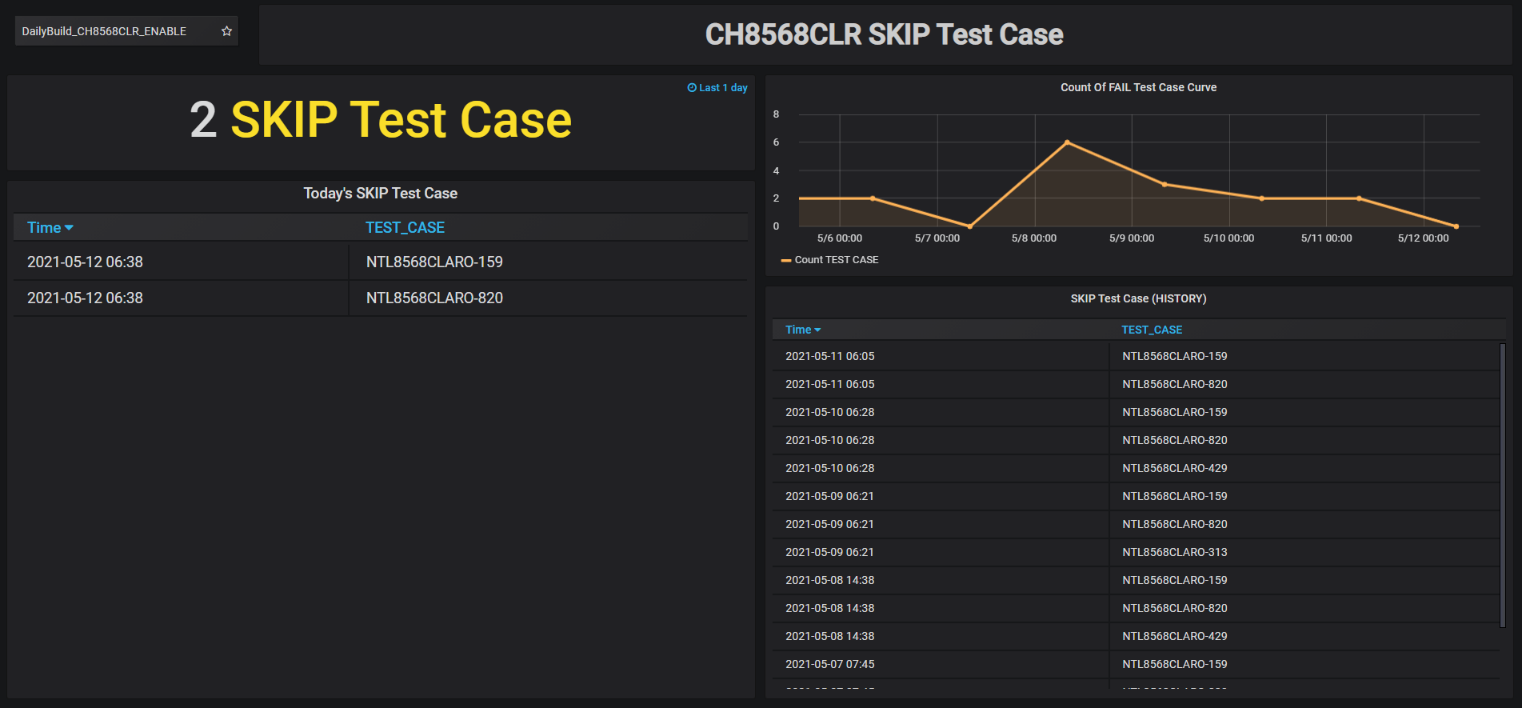 DailyBuild_CH8568CLR_ENABLE
CH8568CLR SKIP Test Case
Last 1 day
2 SKIP Test Case
Today's SKIP Test Case
Time TEST_CASE
2021-05-12 06:38 NTL8568CLARO-159
2021-05-12 06:38 NTL8568CLARO-820
Count Of FAIL Test Case Curve
8
6
4
2
0
5/6 00:00 5/7 00:00 5/8 00:00 5/9 00:00 5/10 00:00 5/11 00:00 5/12 00:00
Count TEST CASE
SKIP Test Case (HISTORY)
Time TEST_CASE
2021-05-11 06:05 NTL8568CLARO-159
2021-05-11 06:05 NTL8568CLARO-820
2021-05-10 06:28 NTL8568CLARO-159
2021-05-10 06:28 NTL8568CLARO-820
2021-05-10 06:28 NTL8568CLARO-429
2021-05-09 06:21 NTL8568CLARO-159
2021-05-09 06:21 NTL8568CLARO-820
2021-05-09 06:21 NTL8568CLARO-313
2021-05-08 14:38 NTL8568CLARO-159
2021-05-08 14:38 NTL8568CLARO-820
2021-05-08 14:38 NTL8568CLARO-429
2021-05-07 07:45 NTL8568CLARO-159